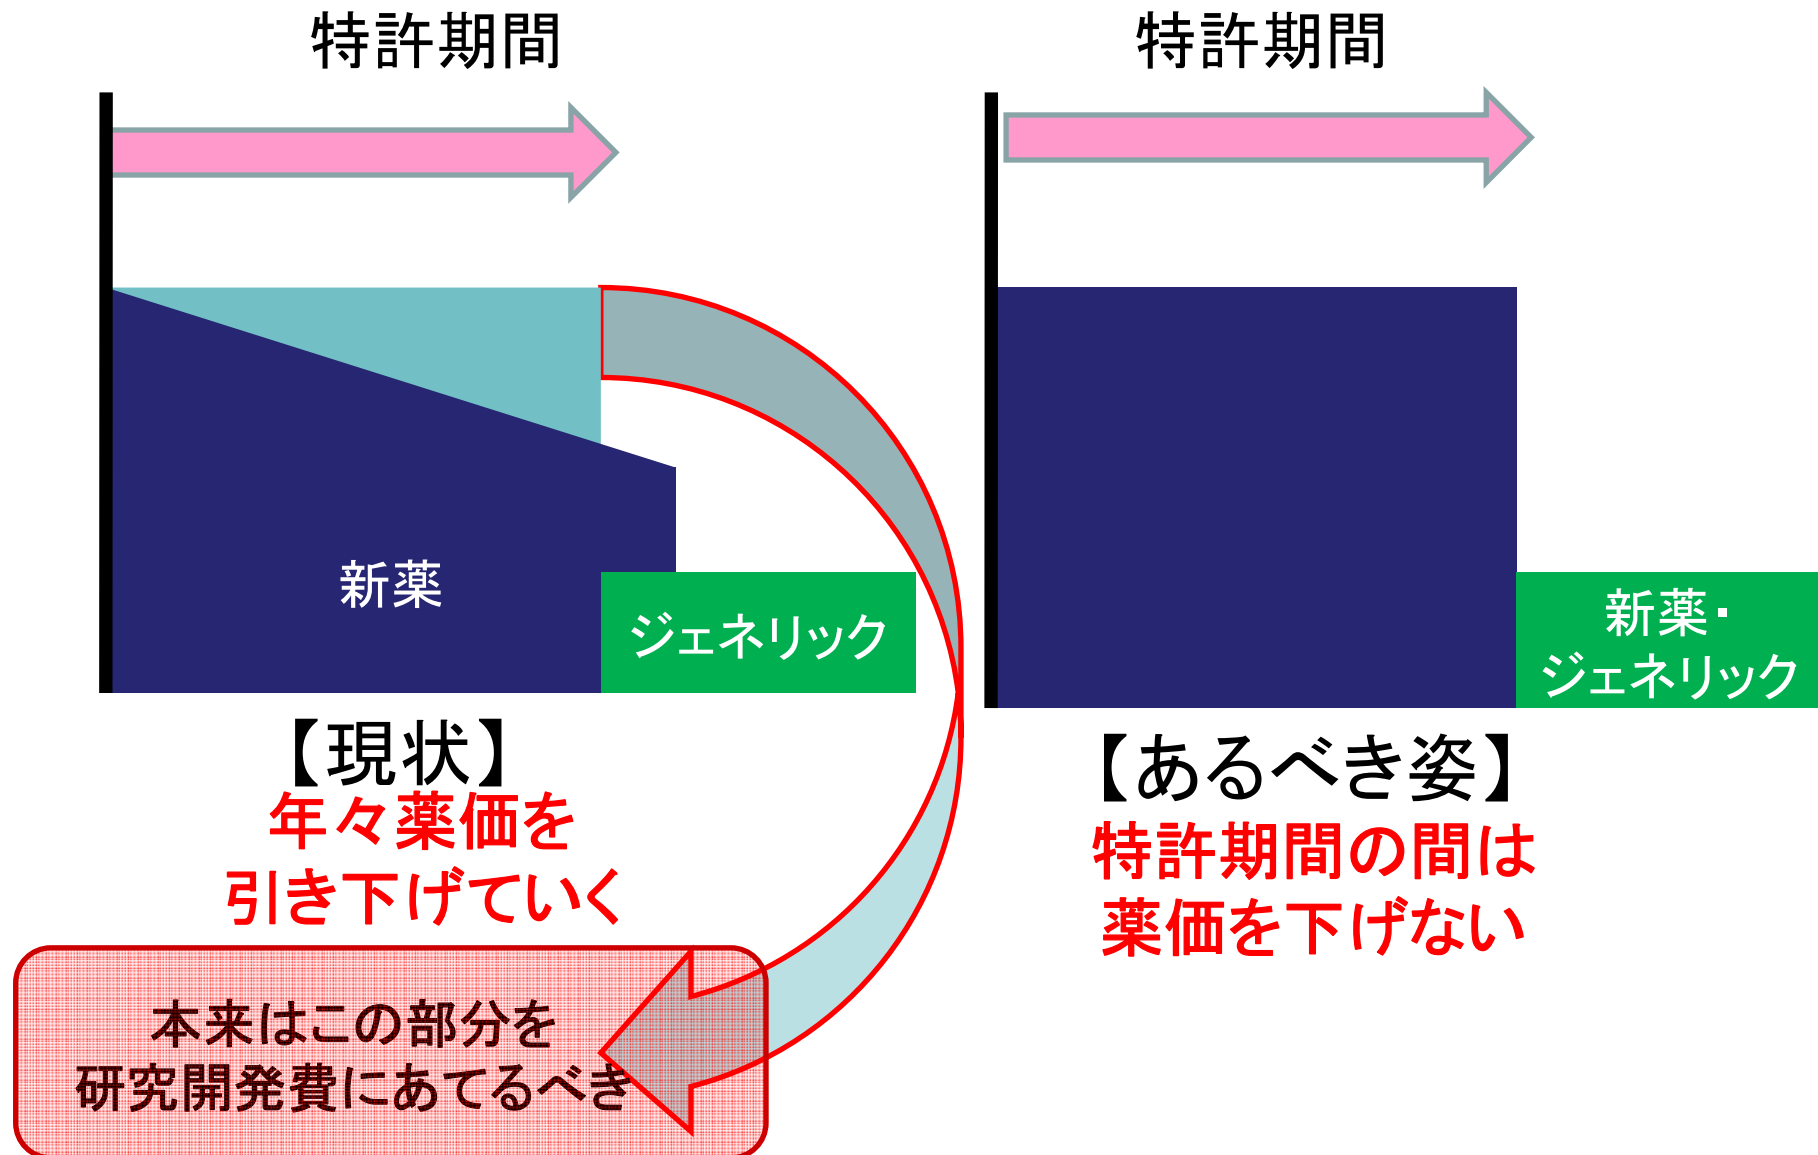 特許期間
新薬
ジェネリック
【現状】
年々薬価を
引き下げていく
本来はこの部分を
研究開発費にあてるべき
特許期間
新薬・
ジェネリック
【あるべき姿】
特許期間の間は
薬価を下げない